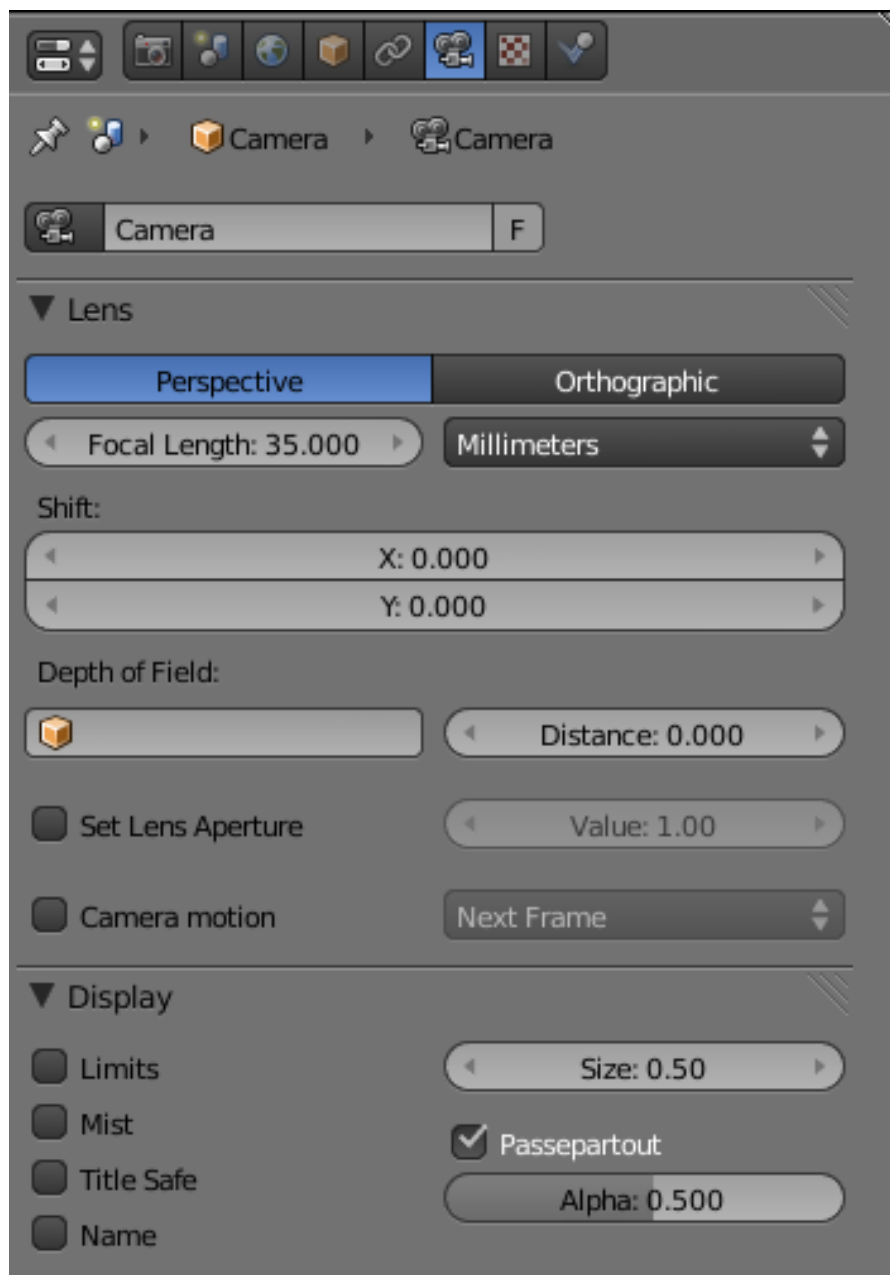 Camera Camera
Camera F
Lens
Perspective Orthographic
Focal Length: 35.000 Millimeters
Shift:
X: 0.000
Y: 0.000
Depth of Field:
Distance: 0.000
Set Lens Aperture Value: 1.00
Camera motion Next Frame
Display
Limits Size: 0.50
Mist
Passepartout
Title Safe
Alpha: 0.500
Name